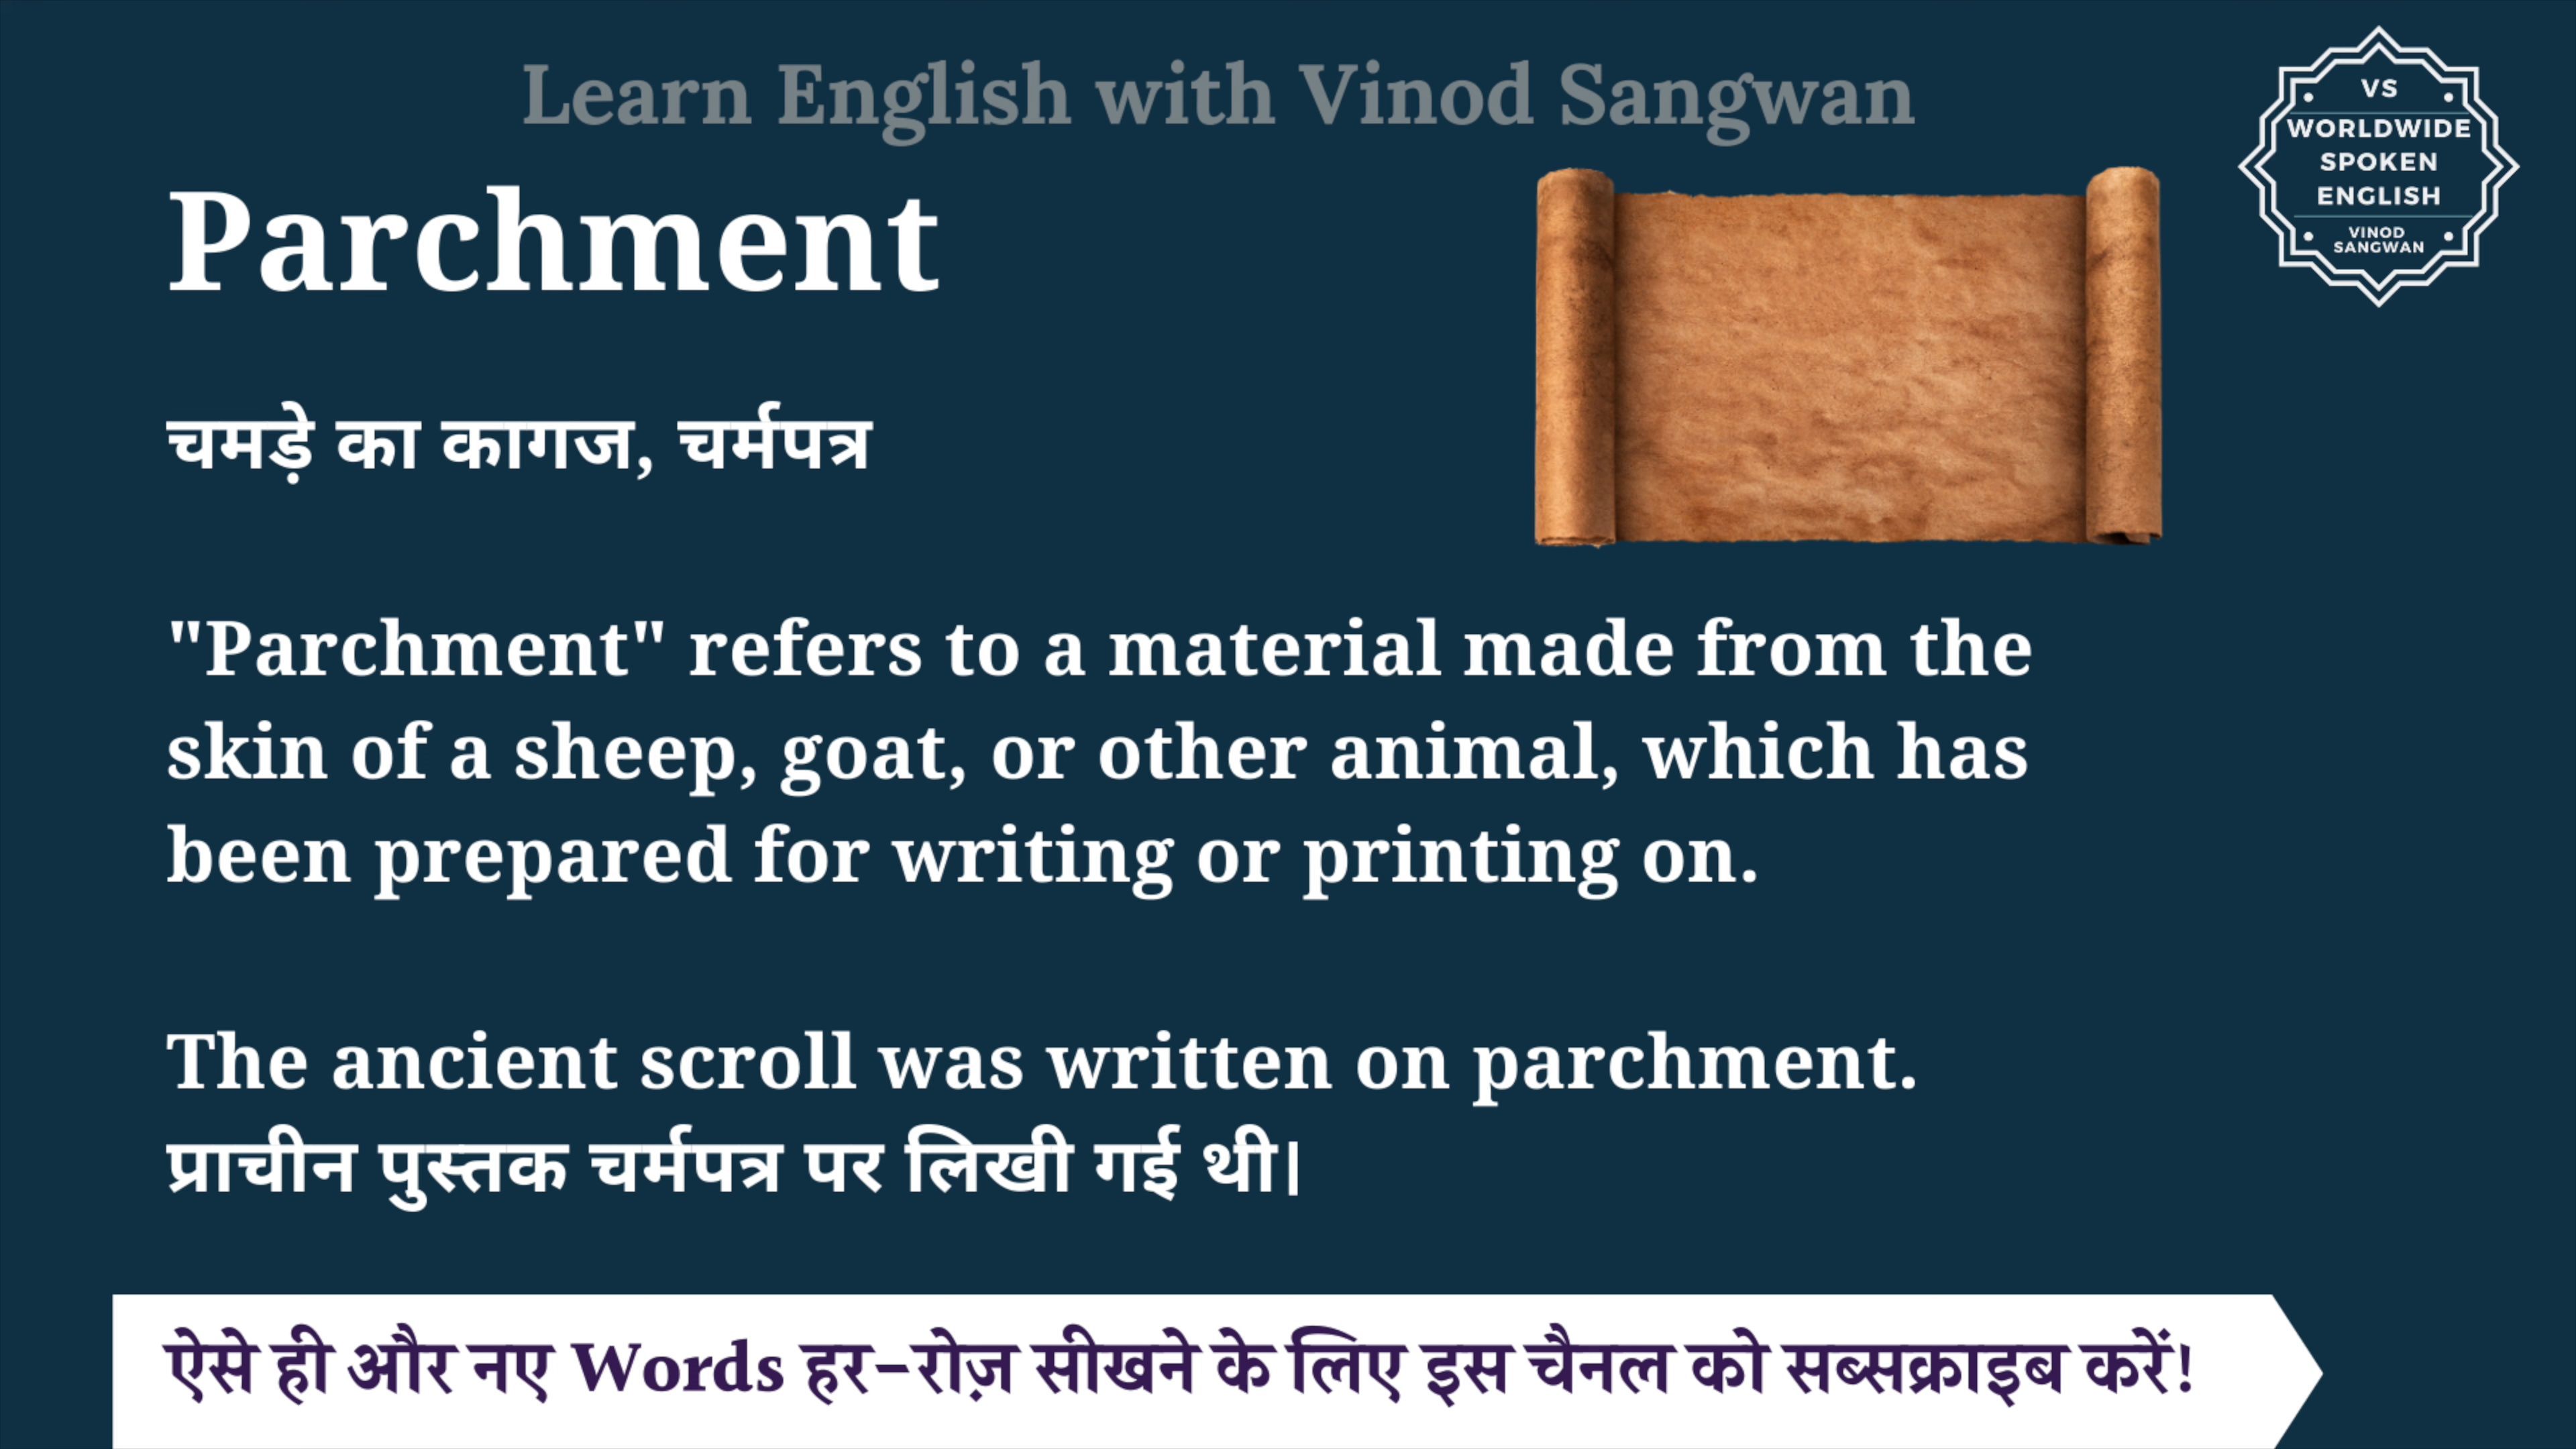 Learn English with Vinod Sangwan
VS
WORLDWIDE
SPOKEN
ENGLISH
VINOD
SANGWAN
Parchment
चमड़े का कागज, चर्मपत्र
"Parchment" refers to a material made from the
skin of a sheep, goat, or other animal, which has
been prepared for writing or printing on.
The ancient scroll was written on parchment.
प्राचीन पुस्तक चर्मपत्र पर लिखी गई थी।
ऐसे ही और नए Words हर-रोज़ सीखने के लिए इस चैनल को सब्सक्राइब करें!